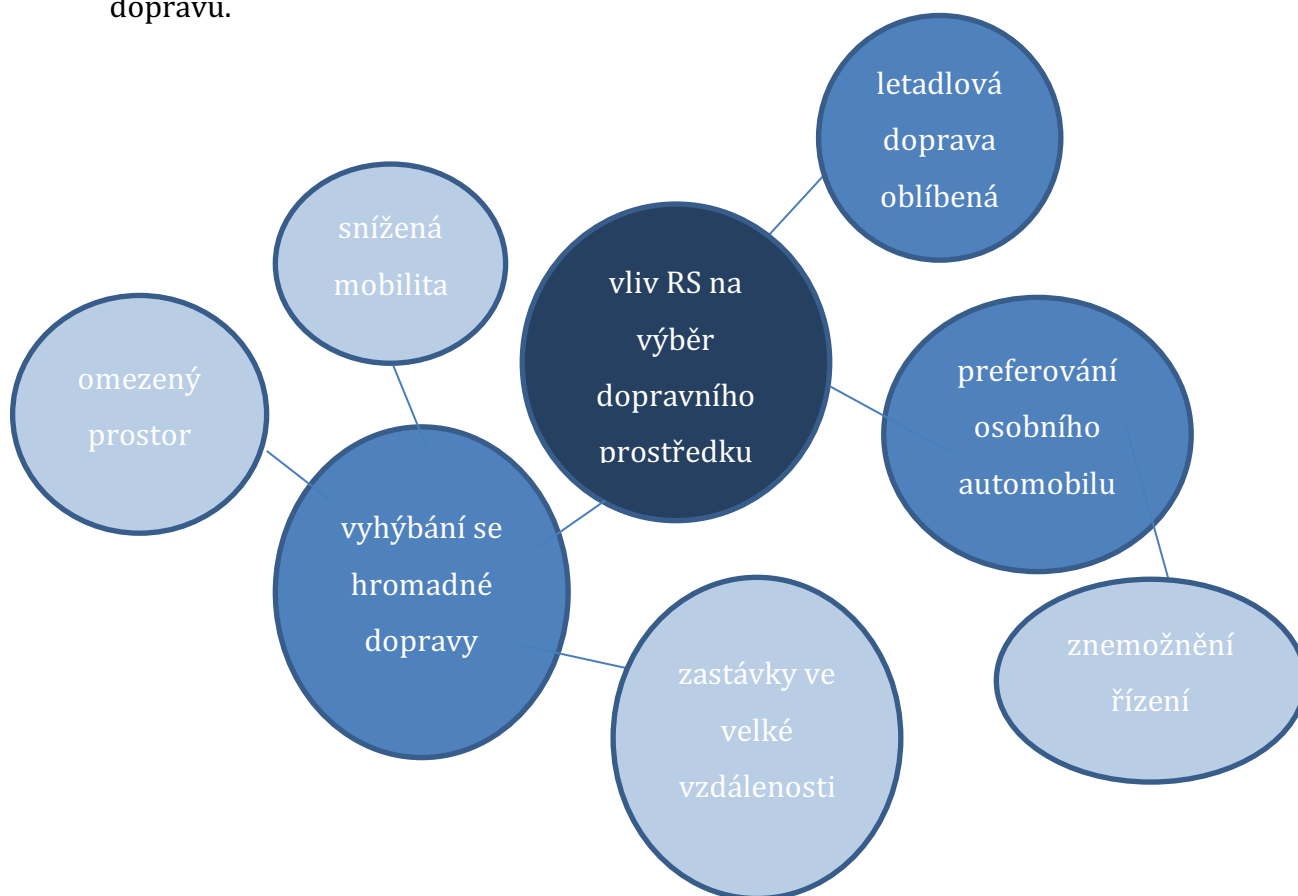 dopravu.
letadlová
doprava
oblíbená
snížená
mobilita
vliv RS na
výběr
dopravního
prostředku
omezený
prostor
preferování
osobního
automobilu
vyhýbání se
hromadné
dopravy
znemožnění
řízení
zastávky ve
velké
vzdálenosti